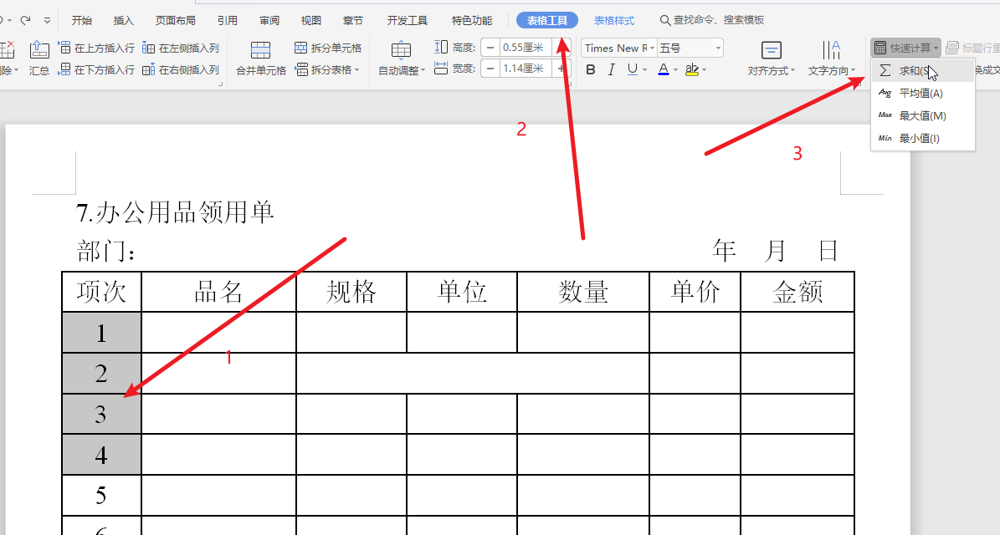 开始 插入 页面布局 引用 审阅 视图 章节 开发工具 特色功能 表格工具 表格样式 查找命令、搜索模板
在上方插入行 在左侧插入列 拆分单元格 高度: 0.55厘米 Times New R 五号 快速计算 标题行重
除 汇总 在下方插入行 在右侧插入列 合并单元格 拆分表格 自动调整 宽度: 1.14厘米 B I U A ab 对齐方式 文字方向 换成文
求和(S
Avg 平均值(A)
Max 最大值(M)
Min 最小值(I)
2
3
7.办公用品领用单
部门: 年 月 日
项次 品名 规格 单位 数量 单价 金额
1
1
2
3
4
5
6